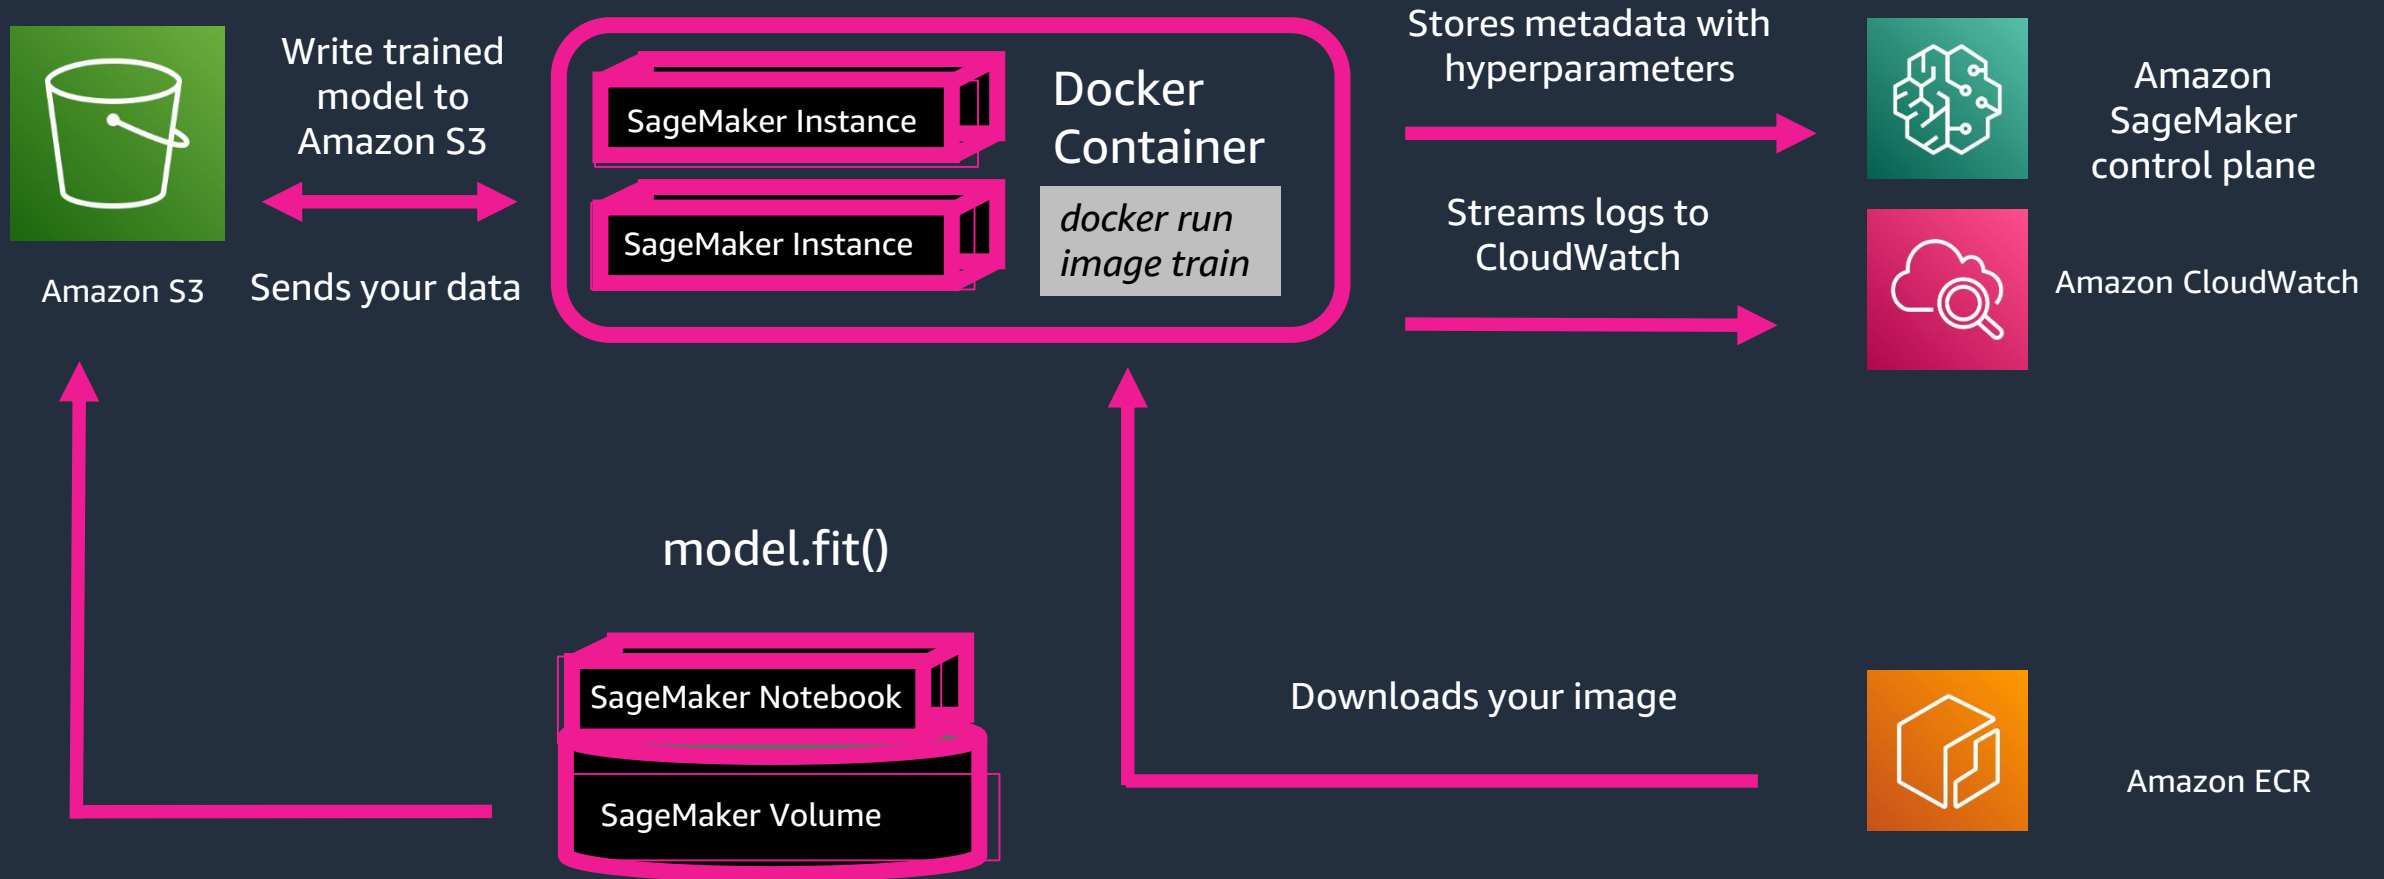 Write trained
model to
Amazon S3
Amazon S3
Sends your data
SageMaker Instance
SageMaker Instance
Docker
Container
docker run
image train
Stores metadata with
hyperparameters
Amazon
SageMaker
control plane
Streams logs to
CloudWatch
Amazon CloudWatch
model.fit()
SageMaker Notebook
SageMaker Volume
Downloads your image
Amazon ECR